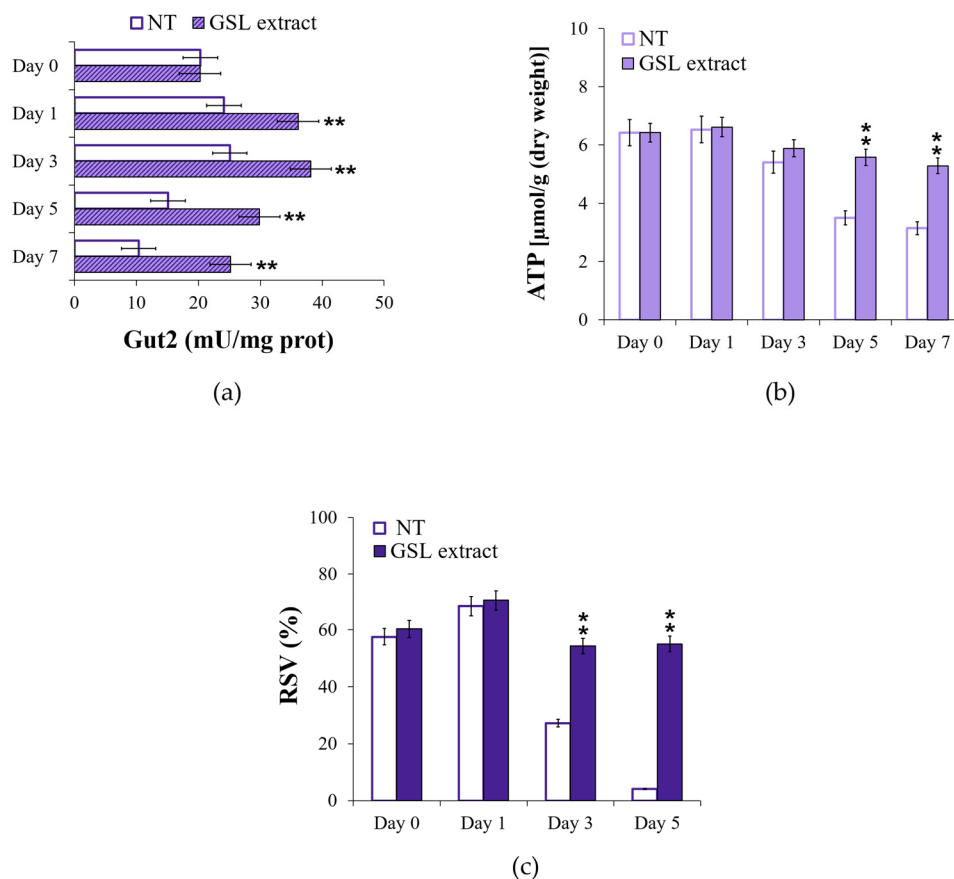 NT GSL extract
Day 0
Day 1
**
Day 3
**
Day 5
**
Day 7
**
0 10 20 30 40 50
Gut2 (mU/mg prot)
(a)
ATP [µmol/g (dry weight)]
10
8
6
4
2
0
NT
GSL extract
**
**
Day 0 Day 1 Day 3 Day 5 Day 7
(b)
RSV (%)
100
80
60
40
20
0
NT
GSL extract
**
**
Day 0 Day 1 Day 3 Day 5
(c)